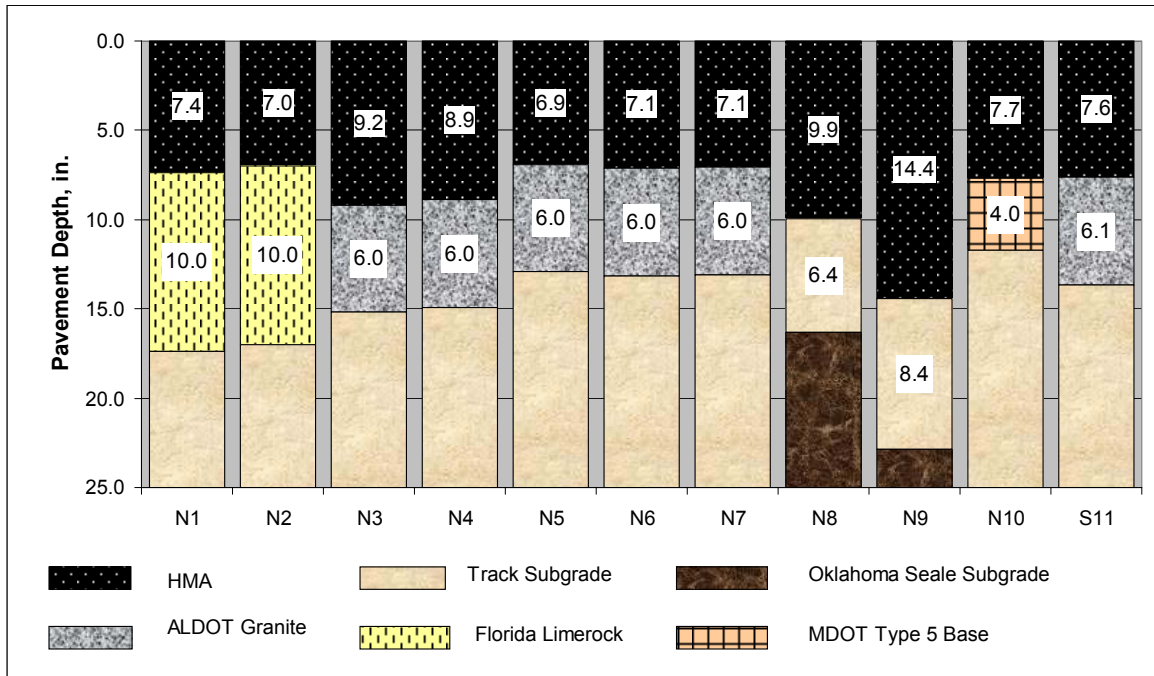 0.0
5.0
10.0
15.0
20.0
25.0
Pavement Depth, in.
7.4 7.0 9.2 8.9 6.9 7.1 7.1 9.9 14.4 7.7 7.6
10.0 10.0 6.0 6.0 6.0 6.0 6.0 6.4 8.4 4.0 6.1
N1 N2 N3 N4 N5 N6 N7 N8 N9 N10 S11
HMA Track Subgrade Oklahoma Seale Subgrade
ALDOT Granite Florida Limerock MDOT Type 5 Base